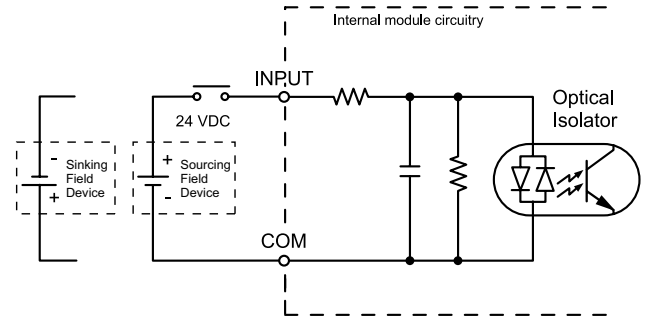 Internal module circuitry
INPUT
24 VDC
Optical
Isolator
-
Sinking
Field
Device
+
+
Sourcing
Field
Device
-
COM